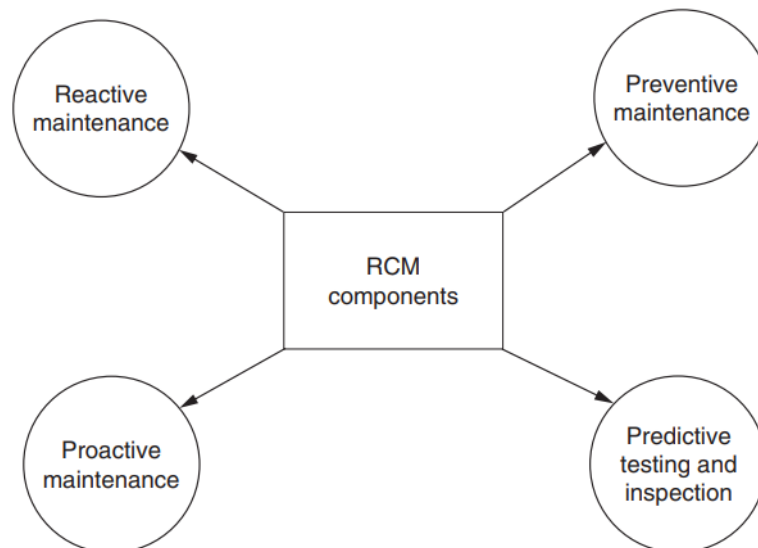 Reactive
maintenance
Preventive
maintenance
RCM
components
Proactive
maintenance
Predictive
testing and
inspection